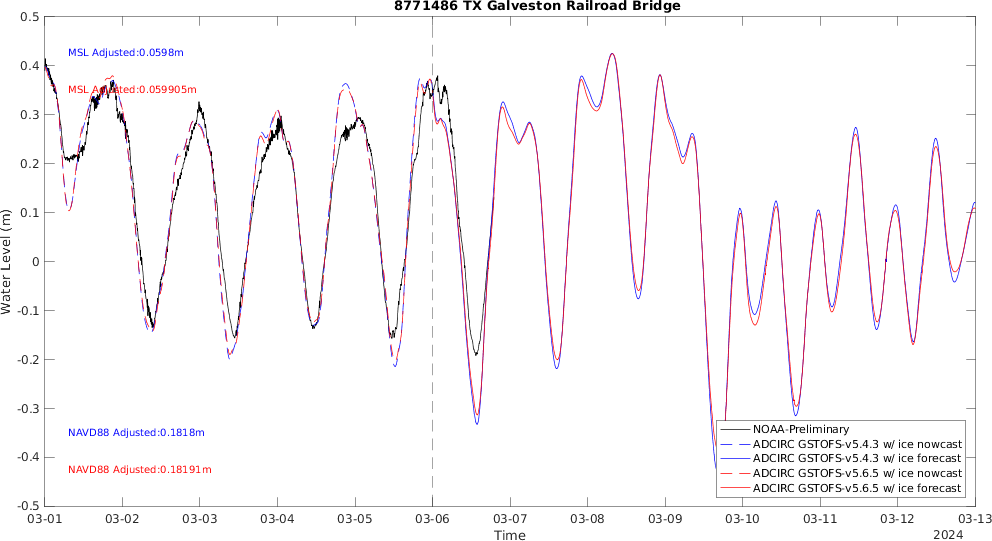 8771486 TX Galveston Railroad Bridge
0.5
0.4
0.3
0.2
0.1
0
-0.1
-0.2
-0.3
-0.4
-0.5
Water Level (m)
MSL Adjusted:0.0598m
MSL Adjusted:0.059905m
NAVD88 Adjusted:0.1818m
NAVD88 Adjusted:0.18191m
NOAA-Preliminary
ADCIRC GSTOFS-v5.4.3 w/ ice nowcast
ADCIRC GSTOFS-v5.4.3 w/ ice forecast
ADCIRC GSTOFS-v5.6.5 w/ ice nowcast
ADCIRC GSTOFS-v5.6.5 w/ ice forecast
03-01 03-02 03-03 03-04 03-05 03-06 03-07 03-08 03-09 03-10 03-11 03-12 03-13
Time
2024